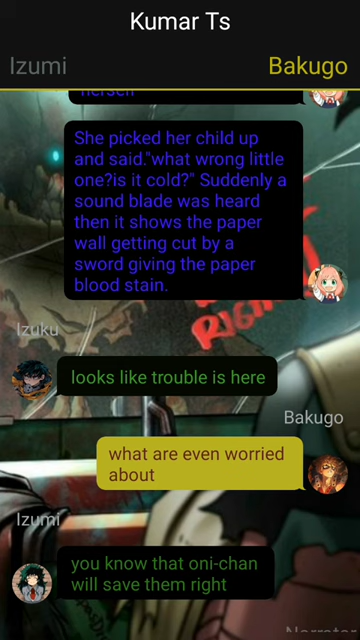 Kumar Ts
Izumi
Bakugo
herself
She picked her child up
and said."what wrong little
one?is it cold?" Suddenly a
sound blade was heard
then it shows the paper
wall getting cut by a
sword giving the paper
blood stain.
RIGH
Izuku
looks like trouble is here
Bakugo
what are even worried
about
Izumi
you know that oni-chan
will save them right
Narrator